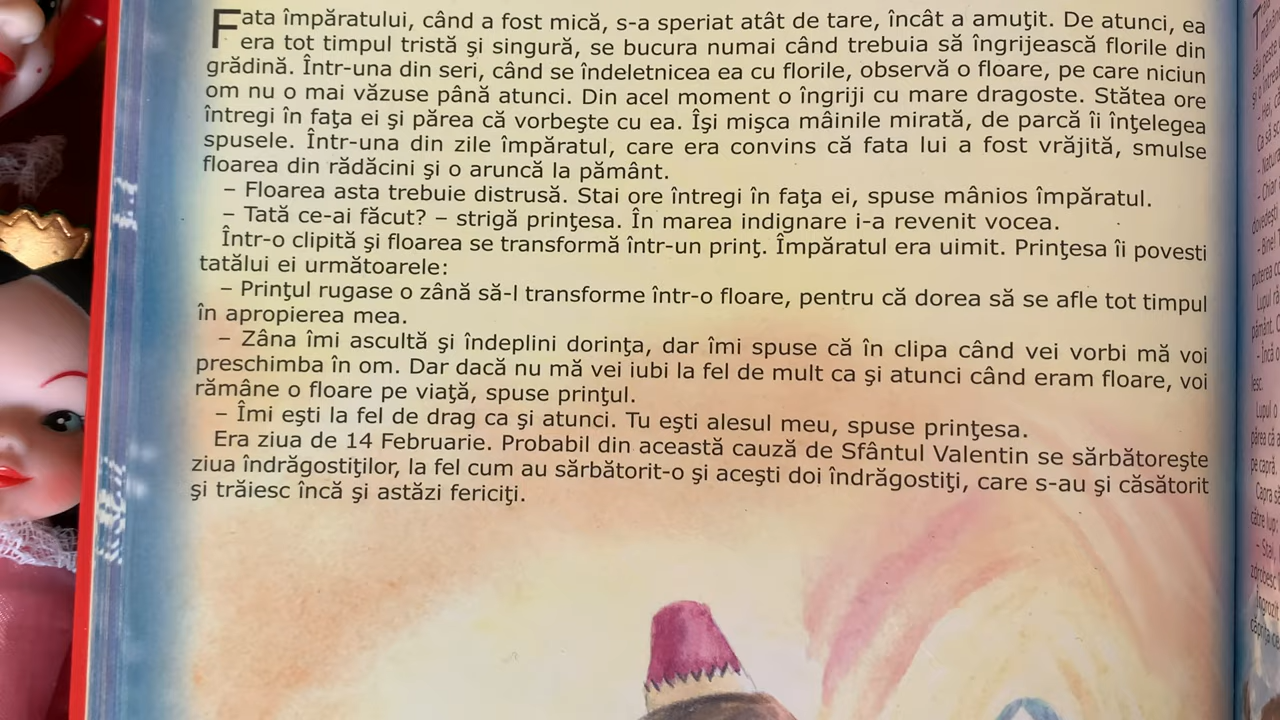 Fata împăratului, când a fost mică, s-a speriat atât de tare, încât a amuţit. De atunci, ea
era tot timpul tristă şi singură, se bucura numai când trebuia să îngrijească florile din
grădină. Într-una din seri, când se îndeletnicea ea cu florile, observă o floare, pe care niciun
om nu o mai văzuse până atunci. Din acel moment o îngriji cu mare dragoste. Stătea ore
întregi în faţa ei şi părea că vorbeşte cu ea. Îşi mişca mâinile mirată, de parcă îi înţelegea
spusele. Într-una din zile împăratul, care era convins că fata lui a fost vrăjită, smulse
floarea din rădăcini şi o aruncă la pământ.
– Floarea asta trebuie distrusă. Stai ore întregi în faţa ei, spuse mânios împăratul.
– Tată ce-ai făcut? – strigă prinţesa. În marea indignare i-a revenit vocea.
Într-o clipită şi floarea se transformă într-un prinţ. Împăratul era uimit. Prinţesa îi povesti
tatălui ei următoarele:
– Prinţul rugase o zână să-l transforme într-o floare, pentru că dorea să se afle tot timpul
în apropierea mea.
– Zâna îmi ascultă şi îndeplini dorinţa, dar îmi spuse că în clipa când vei vorbi mă voi
preschimba în om. Dar dacă nu mă vei iubi la fel de mult ca şi atunci când eram floare, voi
rămâne o floare pe viaţă, spuse prinţul.
– Îmi eşti la fel de drag ca şi atunci. Tu eşti alesul meu, spuse prinţesa.
Era ziua de 14 Februarie. Probabil din această cauză de Sfântul Valentin se sărbătoreşte
ziua îndrăgostiţilor, la fel cum au sărbătorit-o şi aceşti doi îndrăgostiţi, care s-au şi căsătorit
şi trăiesc încă şi astăzi fericiţi.